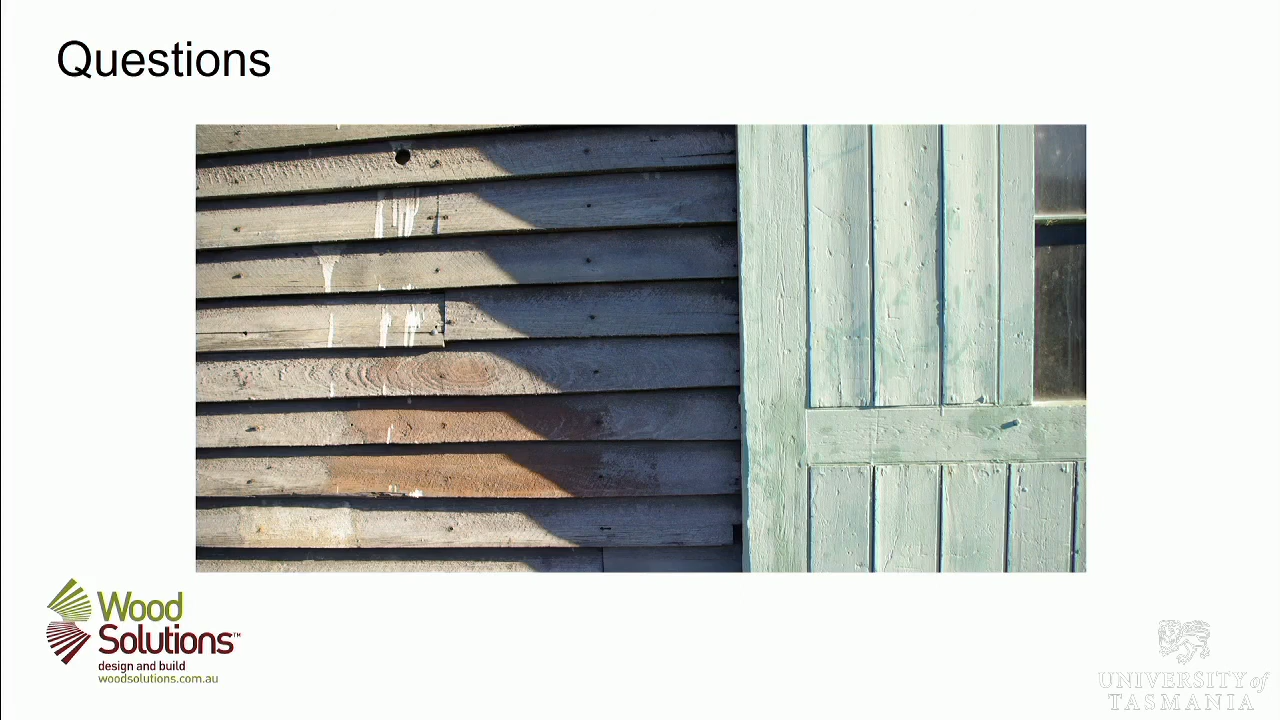 Questions
Wood
Solutions™
design and build
woodsolutions.com.au
UNIVERSITY of
TASMANIA